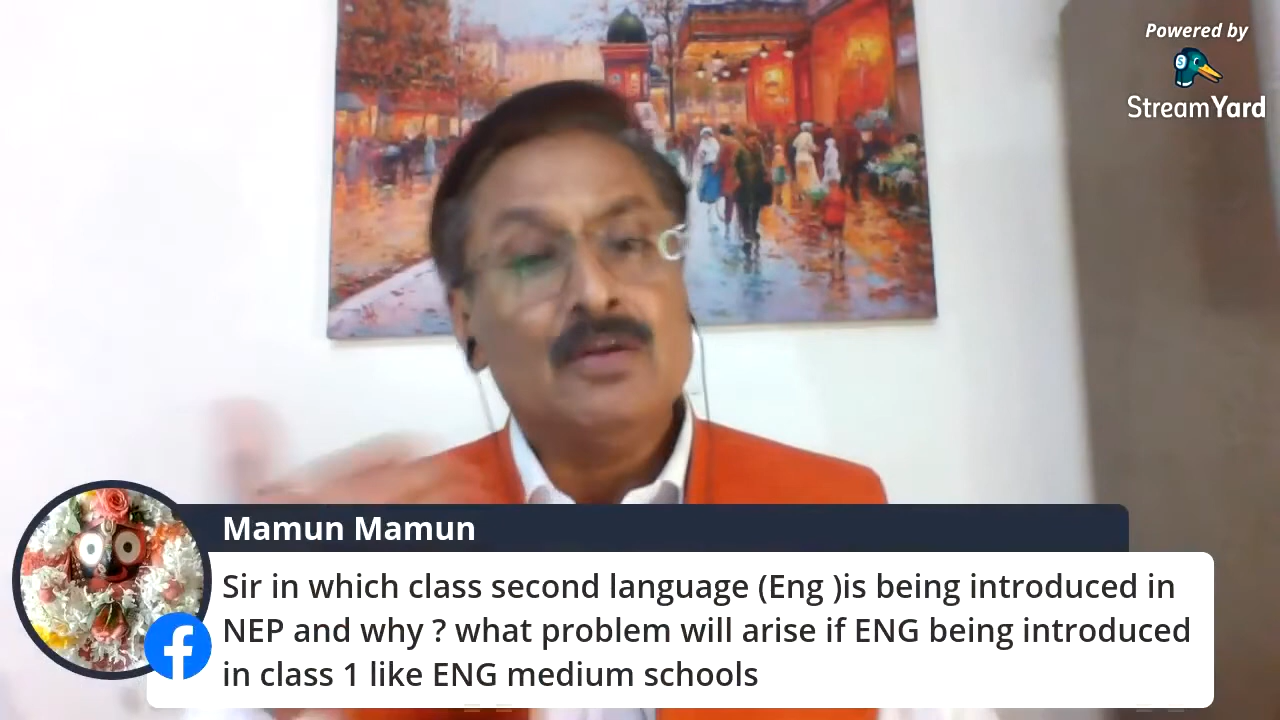 Powered by
StreamYard
Mamun Mamun
Sir in which class second language (Eng )is being introduced in
NEP and why ? what problem will arise if ENG being introduced
in class 1 like ENG medium schools